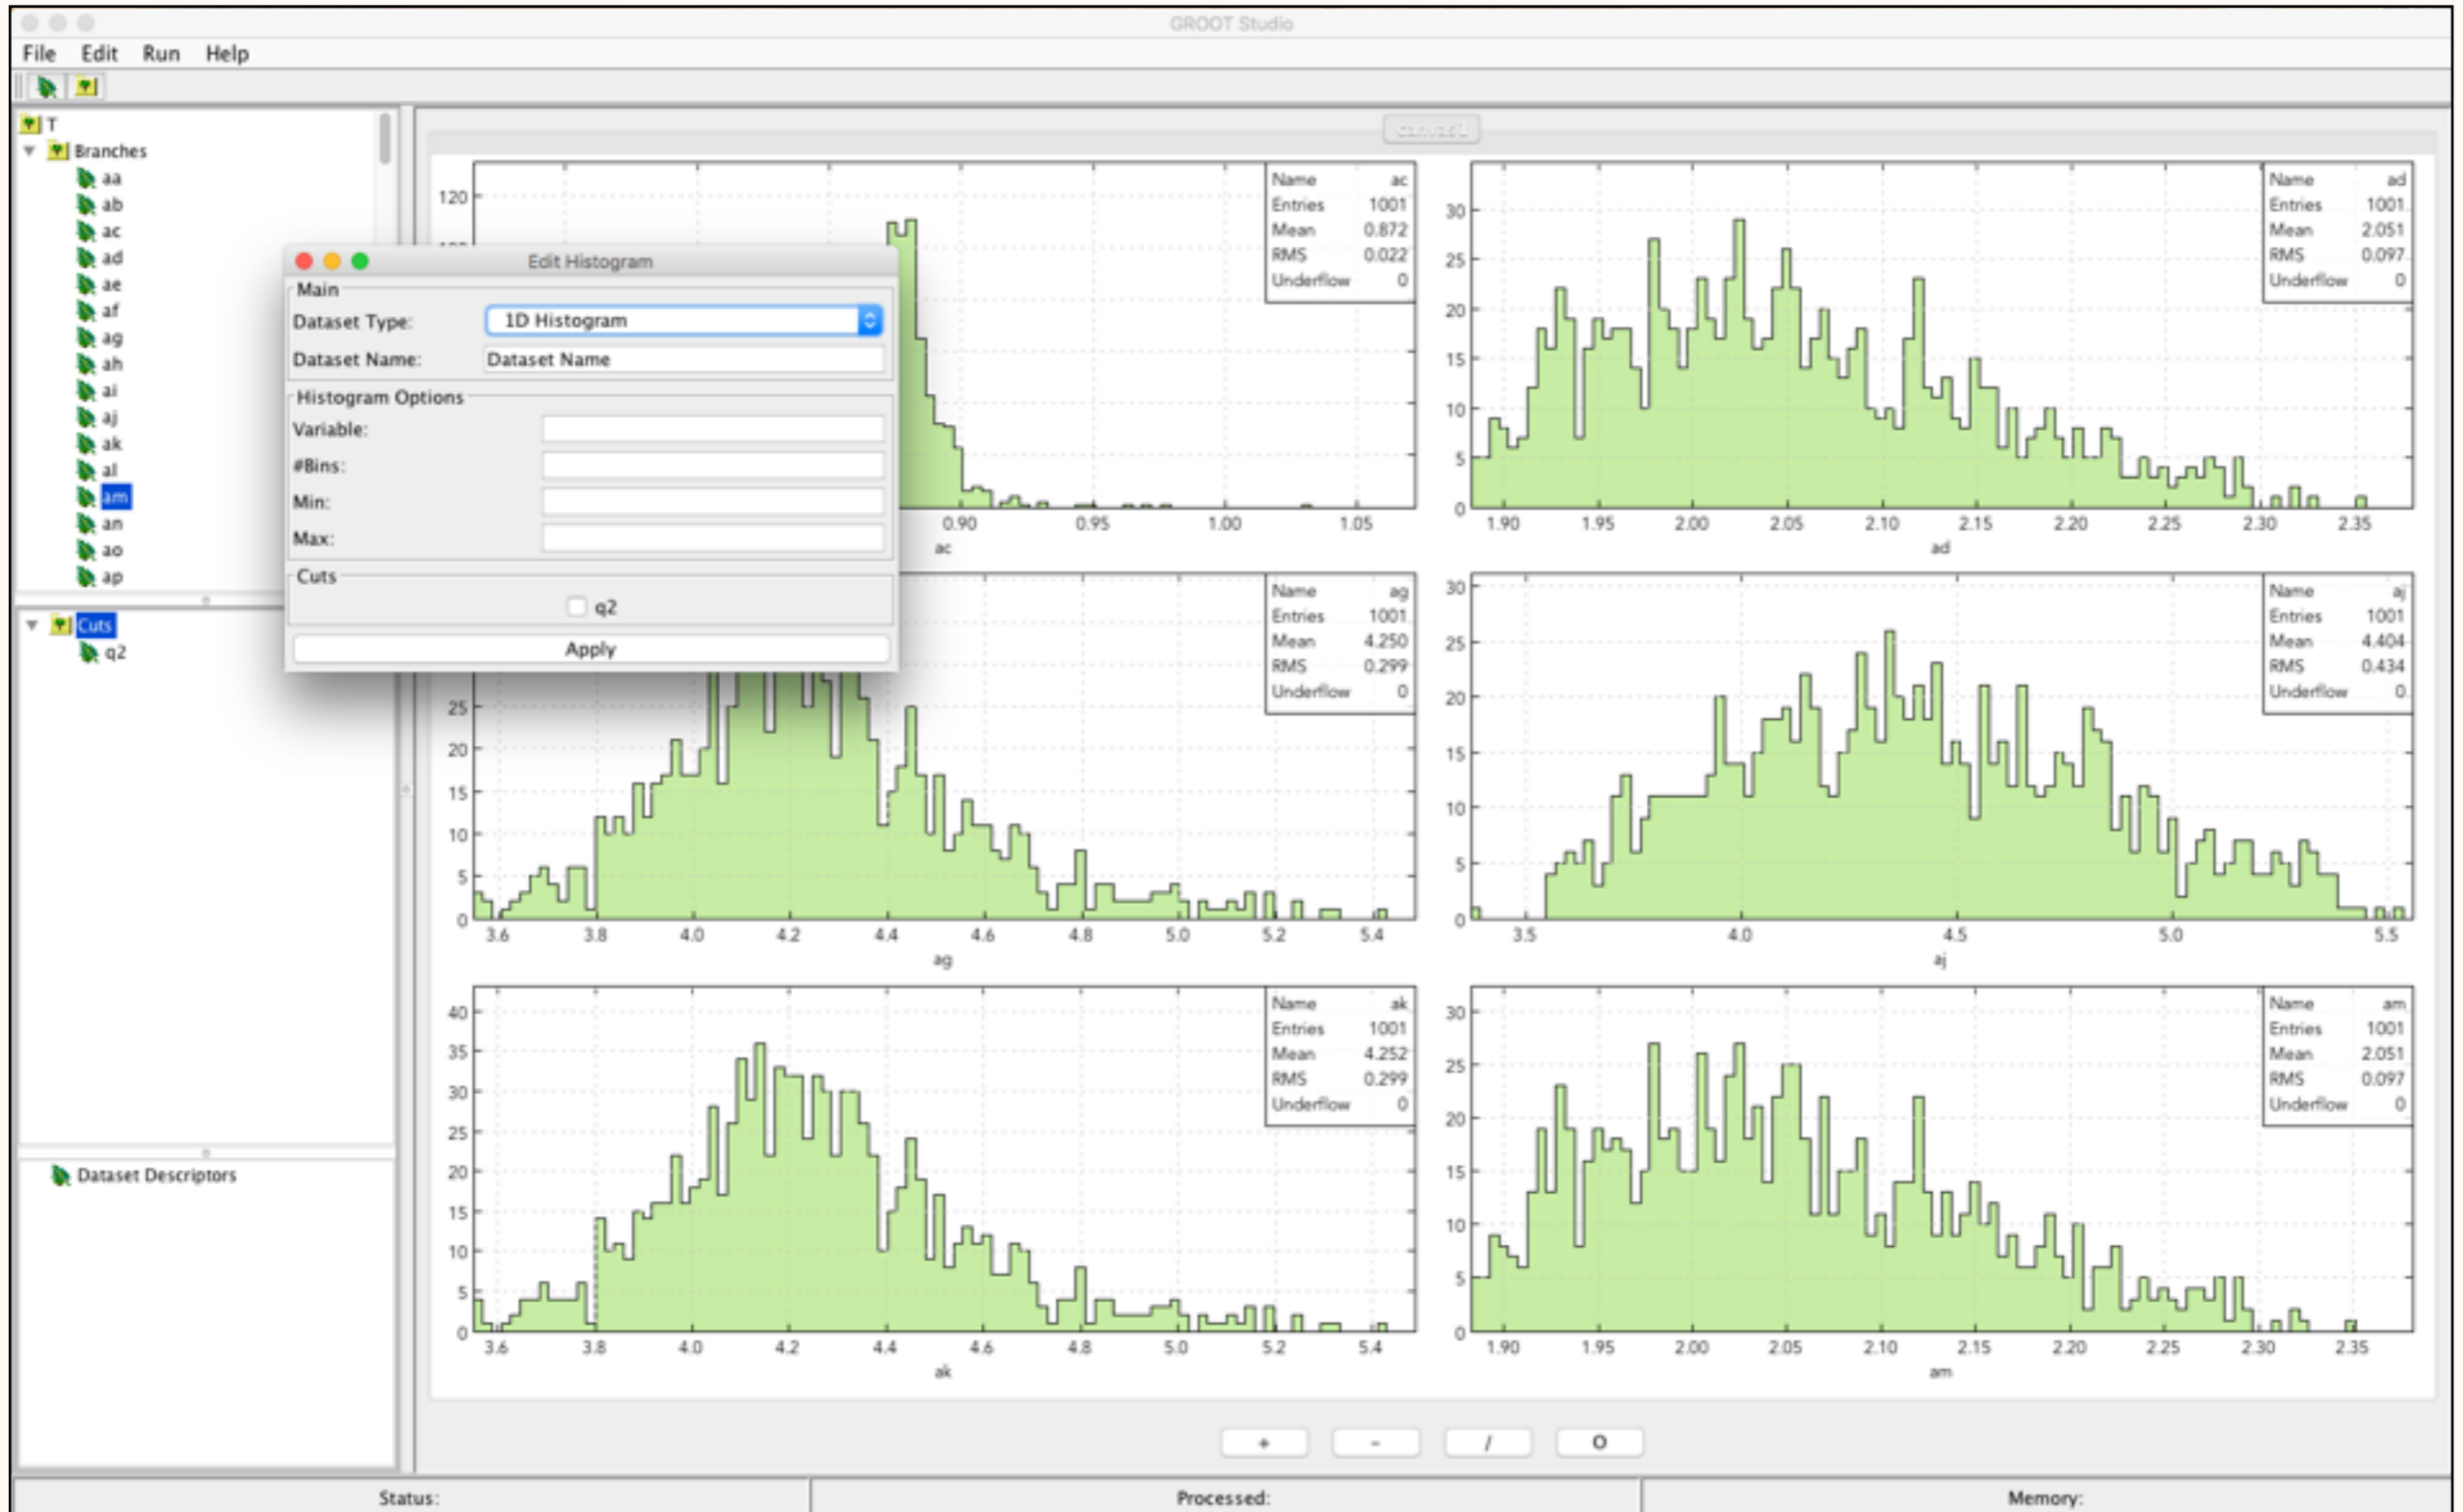 GROOT Studio
File Edit Run Help
T
Branches
aa
ab
ac
ad
ae
af
ag
ah
ai
aj
ak
al
am
an
ao
ap
Cuts
q2
Dataset Descriptors
canvas1
Edit Histogram
Main
Dataset Type: 1D Histogram
Dataset Name: Dataset Name
Histogram Options
Variable:
#Bins:
Min:
Max:
Cuts
q2
Apply
120
Name ac
Entries 1001
Mean 0.872
RMS 0.022
Underflow 0
0.90 0.95 1.00 1.05
ac
30
25
20
15
10
5
0
Name ad
Entries 1001
Mean 2.051
RMS 0.097
Underflow 0
1.90 1.95 2.00 2.05 2.10 2.15 2.20 2.25 2.30 2.35
ad
25
20
15
10
5
0
Name ag
Entries 1001
Mean 4.250
RMS 0.299
Underflow 0
3.6 3.8 4.0 4.2 4.4 4.6 4.8 5.0 5.2 5.4
ag
30
25
20
15
10
5
0
Name aj
Entries 1001
Mean 4.404
RMS 0.434
Underflow 0
3.5 4.0 4.5 5.0 5.5
aj
40
35
30
25
20
15
10
5
0
Name ak
Entries 1001
Mean 4.252
RMS 0.299
Underflow 0
3.6 3.8 4.0 4.2 4.4 4.6 4.8 5.0 5.2 5.4
ak
30
25
20
15
10
5
0
Name am
Entries 1001
Mean 2.051
RMS 0.097
Underflow 0
1.90 1.95 2.00 2.05 2.10 2.15 2.20 2.25 2.30 2.35
am
+ - / O
Status: Processed: Memory: